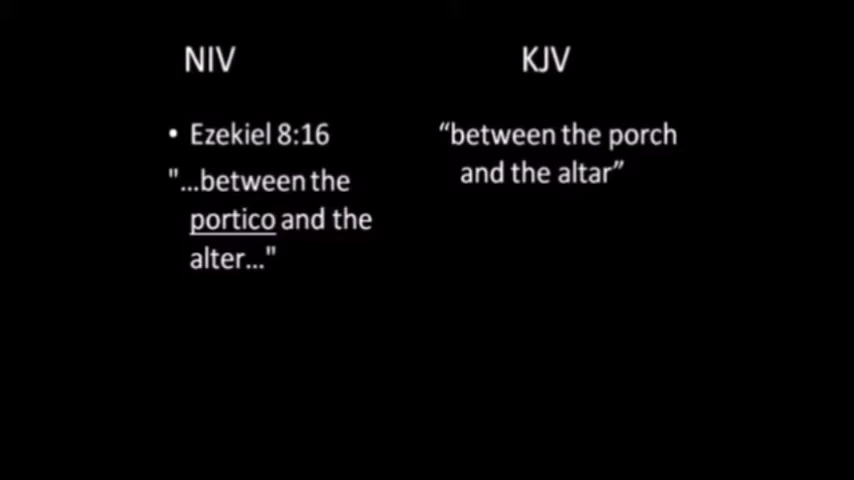 NIV
• Ezekiel 8:16
"...between the
portico and the
alter..."
KJV
“between the porch
and the altar”